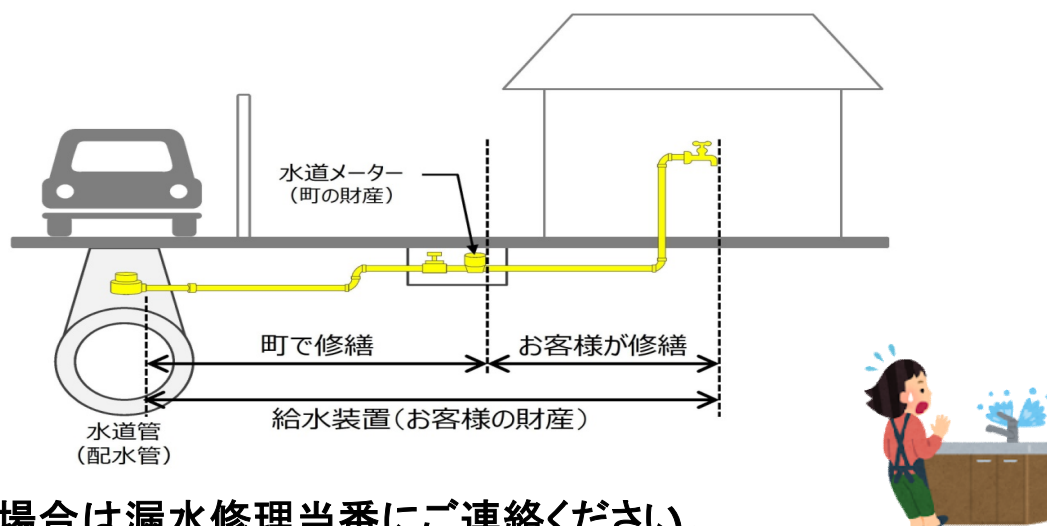 水道メーター
（町の財産）
町で修繕
お客様が修繕
給水装置（お客様の財産）
水道管
（配水管）
場合は漏水修理当番にご連絡ください